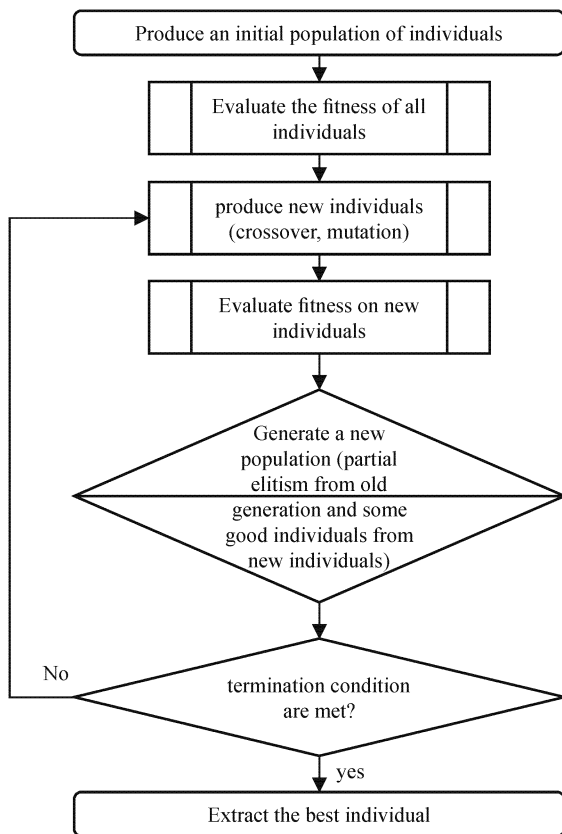 Produce an initial population of individuals
Evaluate the fitness of all
individuals
produce new individuals
(crossover, mutation)
Evaluate fitness on new
individuals
Generate a new
population (partial
elitism from old
generation and some
good individuals from
new individuals)
No
termination condition
are met?
yes
Extract the best individual